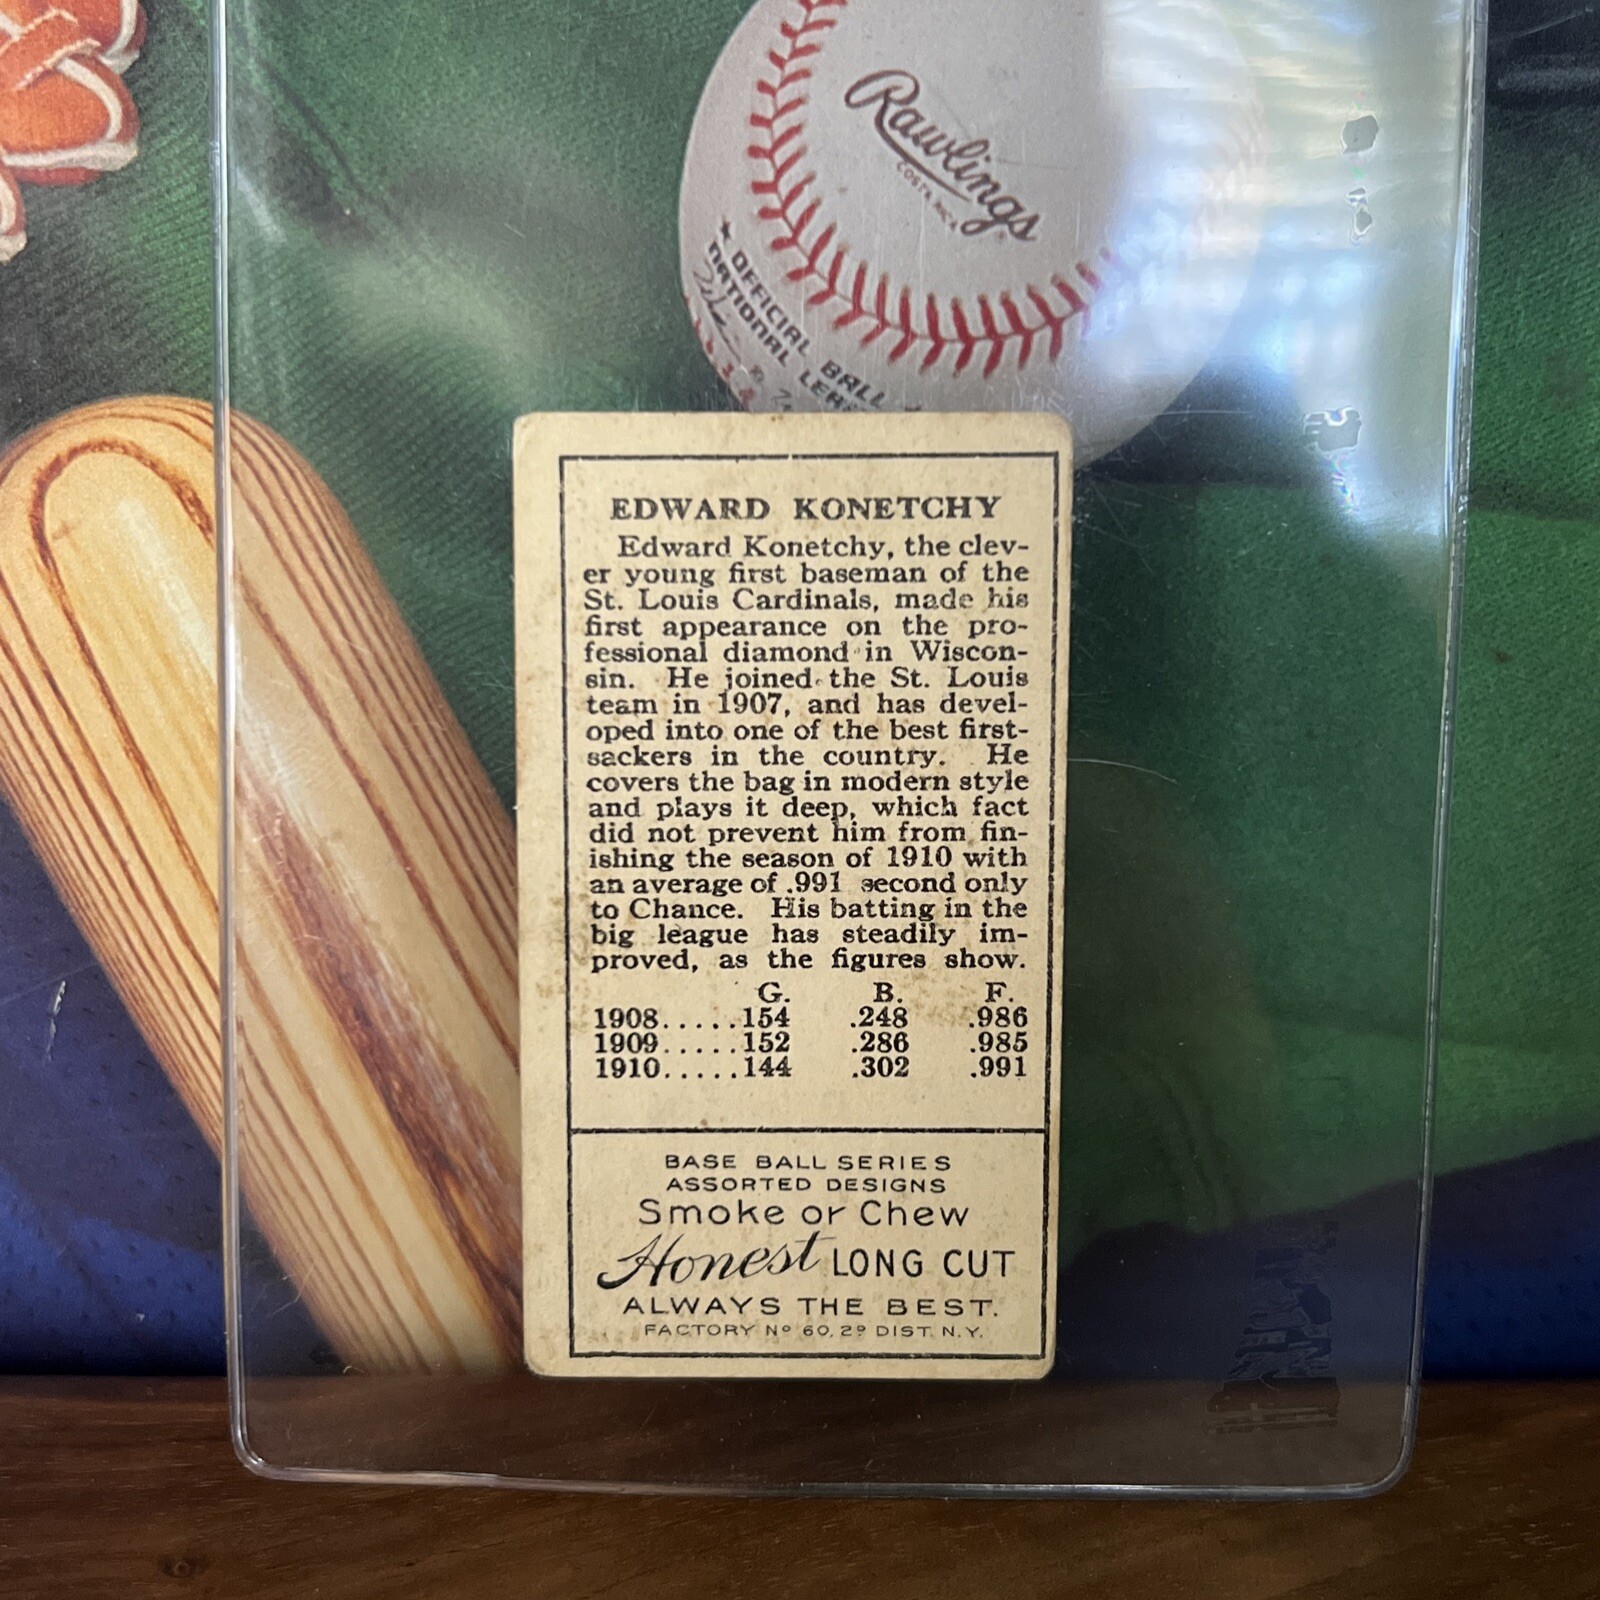 Rawlings
COSTA RICA
OFFICIAL BALL
NATIONAL
EDWARD KONETCHY
Edward Konetchy, the clev-
er young first baseman of the
St. Louis Cardinals, made his
first appearance on the pro-
fessional diamond in Wiscon-
sin. He joined the St. Louis
team in 1907, and has devel-
oped into one of the best first-
sackers in the country. He
covers the bag in modern style
and plays it deep, which fact
did not prevent him from fin-
ishing the season of 1910 with
an average of .991 second only
to Chance. His batting in the
big league has steadily im-
proved, as the figures show.
G. B. F.
1908.....154 .248 .986
1909.....152 .286 .985
1910.....144 .302 .991
BASE BALL SERIES
ASSORTED DESIGNS
Smoke or Chew
Honest LONG CUT
ALWAYS THE BEST.
FACTORY Nº 60, 2º DIST. N.Y.